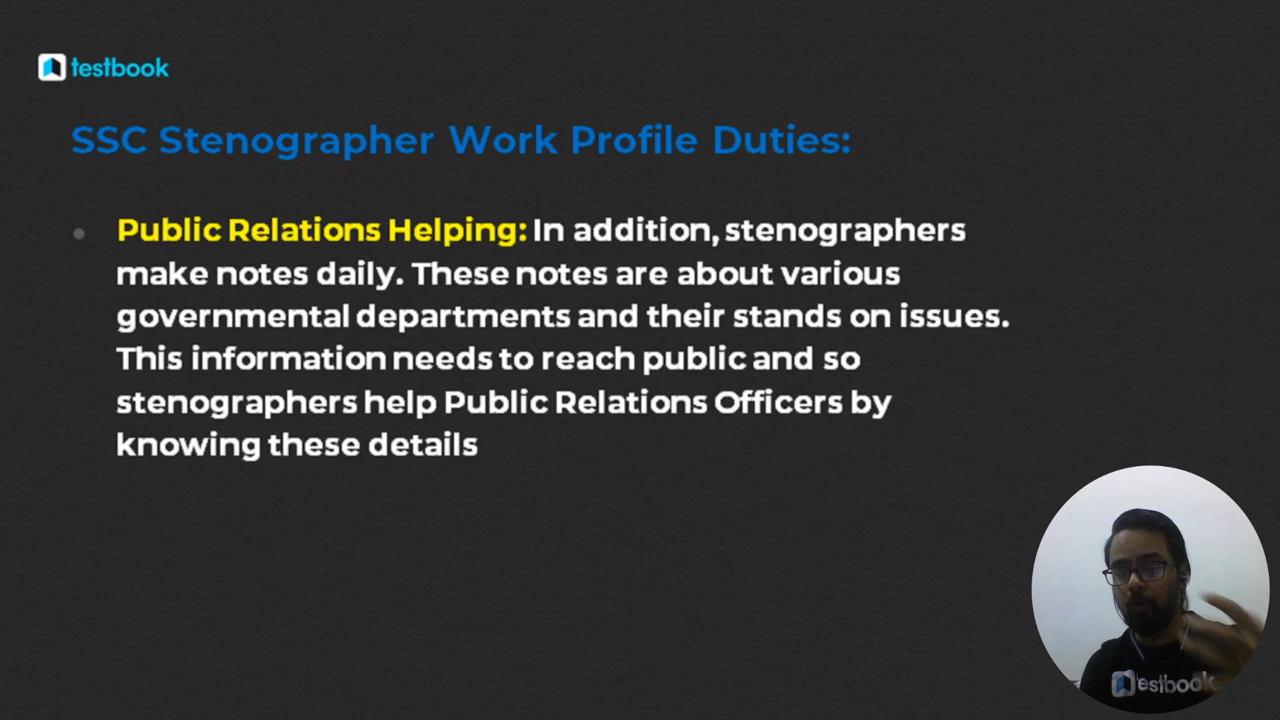 testbook
SSC Stenographer Work Profile Duties:
Public Relations Helping: In addition, stenographers
make notes daily. These notes are about various
governmental departments and their stands on issues.
This information needs to reach public and so
stenographers help Public Relations Officers by
knowing these details
testbook